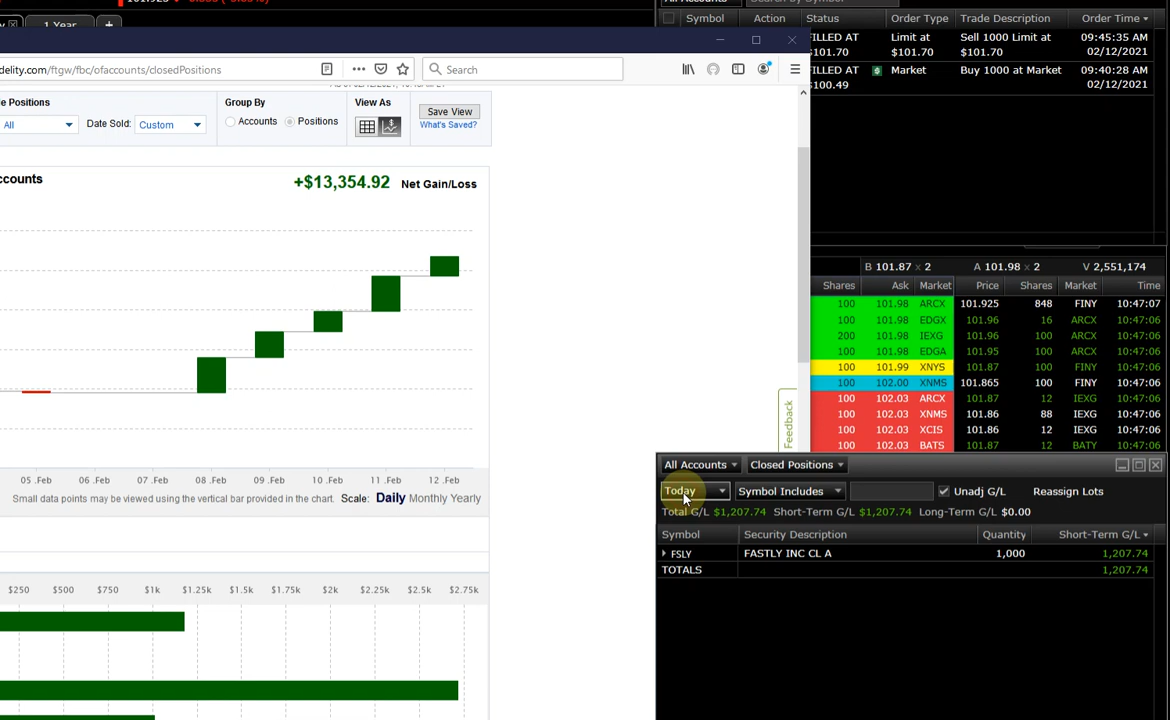 1 Year +
Symbol Action Status Order Type Trade Description Order Time
FILLED AT $101.70 Limit at $101.70 Sell 1000 Limit at $101.70 09:45:35 AM 02/12/2021
FILLED AT $100.49 Market Buy 1000 at Market 09:40:28 AM 02/12/2021
delity.com/ftgw/fbc/ofaccounts/closedPositions
Search
e Positions
All
Date Sold: Custom
Group By
Accounts Positions
View As
Save View
What's Saved?
ccounts
+$13,354.92 Net Gain/Loss
05 .Feb 06 .Feb 07 .Feb 08 .Feb 09 .Feb 10 .Feb 11 .Feb 12 .Feb
Small data points may be viewed using the vertical bar provided in the chart. Scale: Daily Monthly Yearly
$250 $500 $750 $1k $1.25k $1.5k $1.75k $2k $2.25k $2.5k $2.75k
Feedback
B 101.87 x 2 A 101.98 x 2 V 2,551,174
Shares Ask Market Price Shares Market Time
100 101.98 ARCX 101.925 848 FINY 10:47:07
100 101.98 EDGX 101.96 16 ARCX 10:47:06
200 101.98 IEXG 101.96 100 ARCX 10:47:06
100 101.98 EDGA 101.95 100 ARCX 10:47:06
100 101.99 XNYS 101.87 100 FINY 10:47:06
100 102.00 XNMS 101.865 100 FINY 10:47:06
100 102.03 ARCX 101.87 12 IEXG 10:47:06
100 102.03 XNMS 101.86 88 IEXG 10:47:06
100 102.03 XCIS 101.86 12 IEXG 10:47:06
100 102.03 BATS 101.87 12 BATY 10:47:06
All Accounts Closed Positions
Today Symbol Includes Unadj G/L Reassign Lots
Total G/L $1,207.74 Short-Term G/L $1,207.74 Long-Term G/L $0.00
Symbol Security Description Quantity Short-Term G/L
FSLY FASTLY INC CL A 1,000 1,207.74
TOTALS 1,207.74